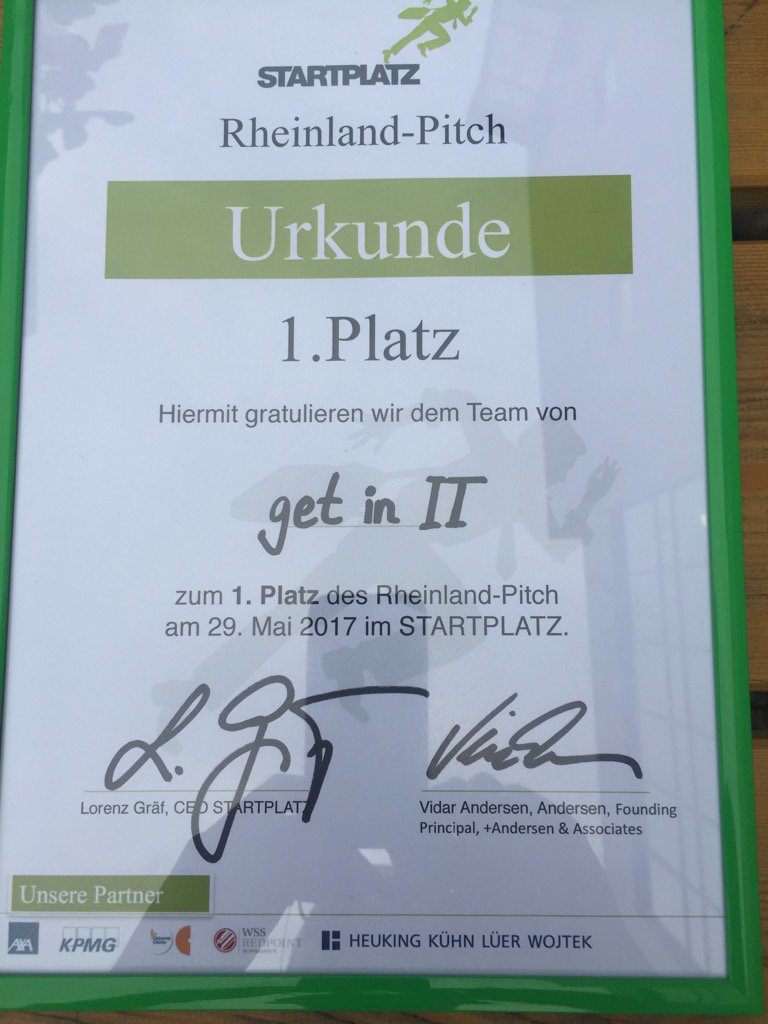 STARTPLATZ
Rheinland-Pitch
Urkunde
1.Platz
Hiermit gratulieren wir dem Team von
get in IT
zum 1. Platz des Rheinland-Pitch
am 29. Mai 2017 im STARTPLATZ.
Lorenz Gräf, CEO STARTPLATZ
Vidar Andersen, Andersen, Founding
Principal, +Andersen & Associates
Unsere Partner
AXA
KPMG
WSS
REDPOINT
HEUKING KÜHN LÜER WOJTEK